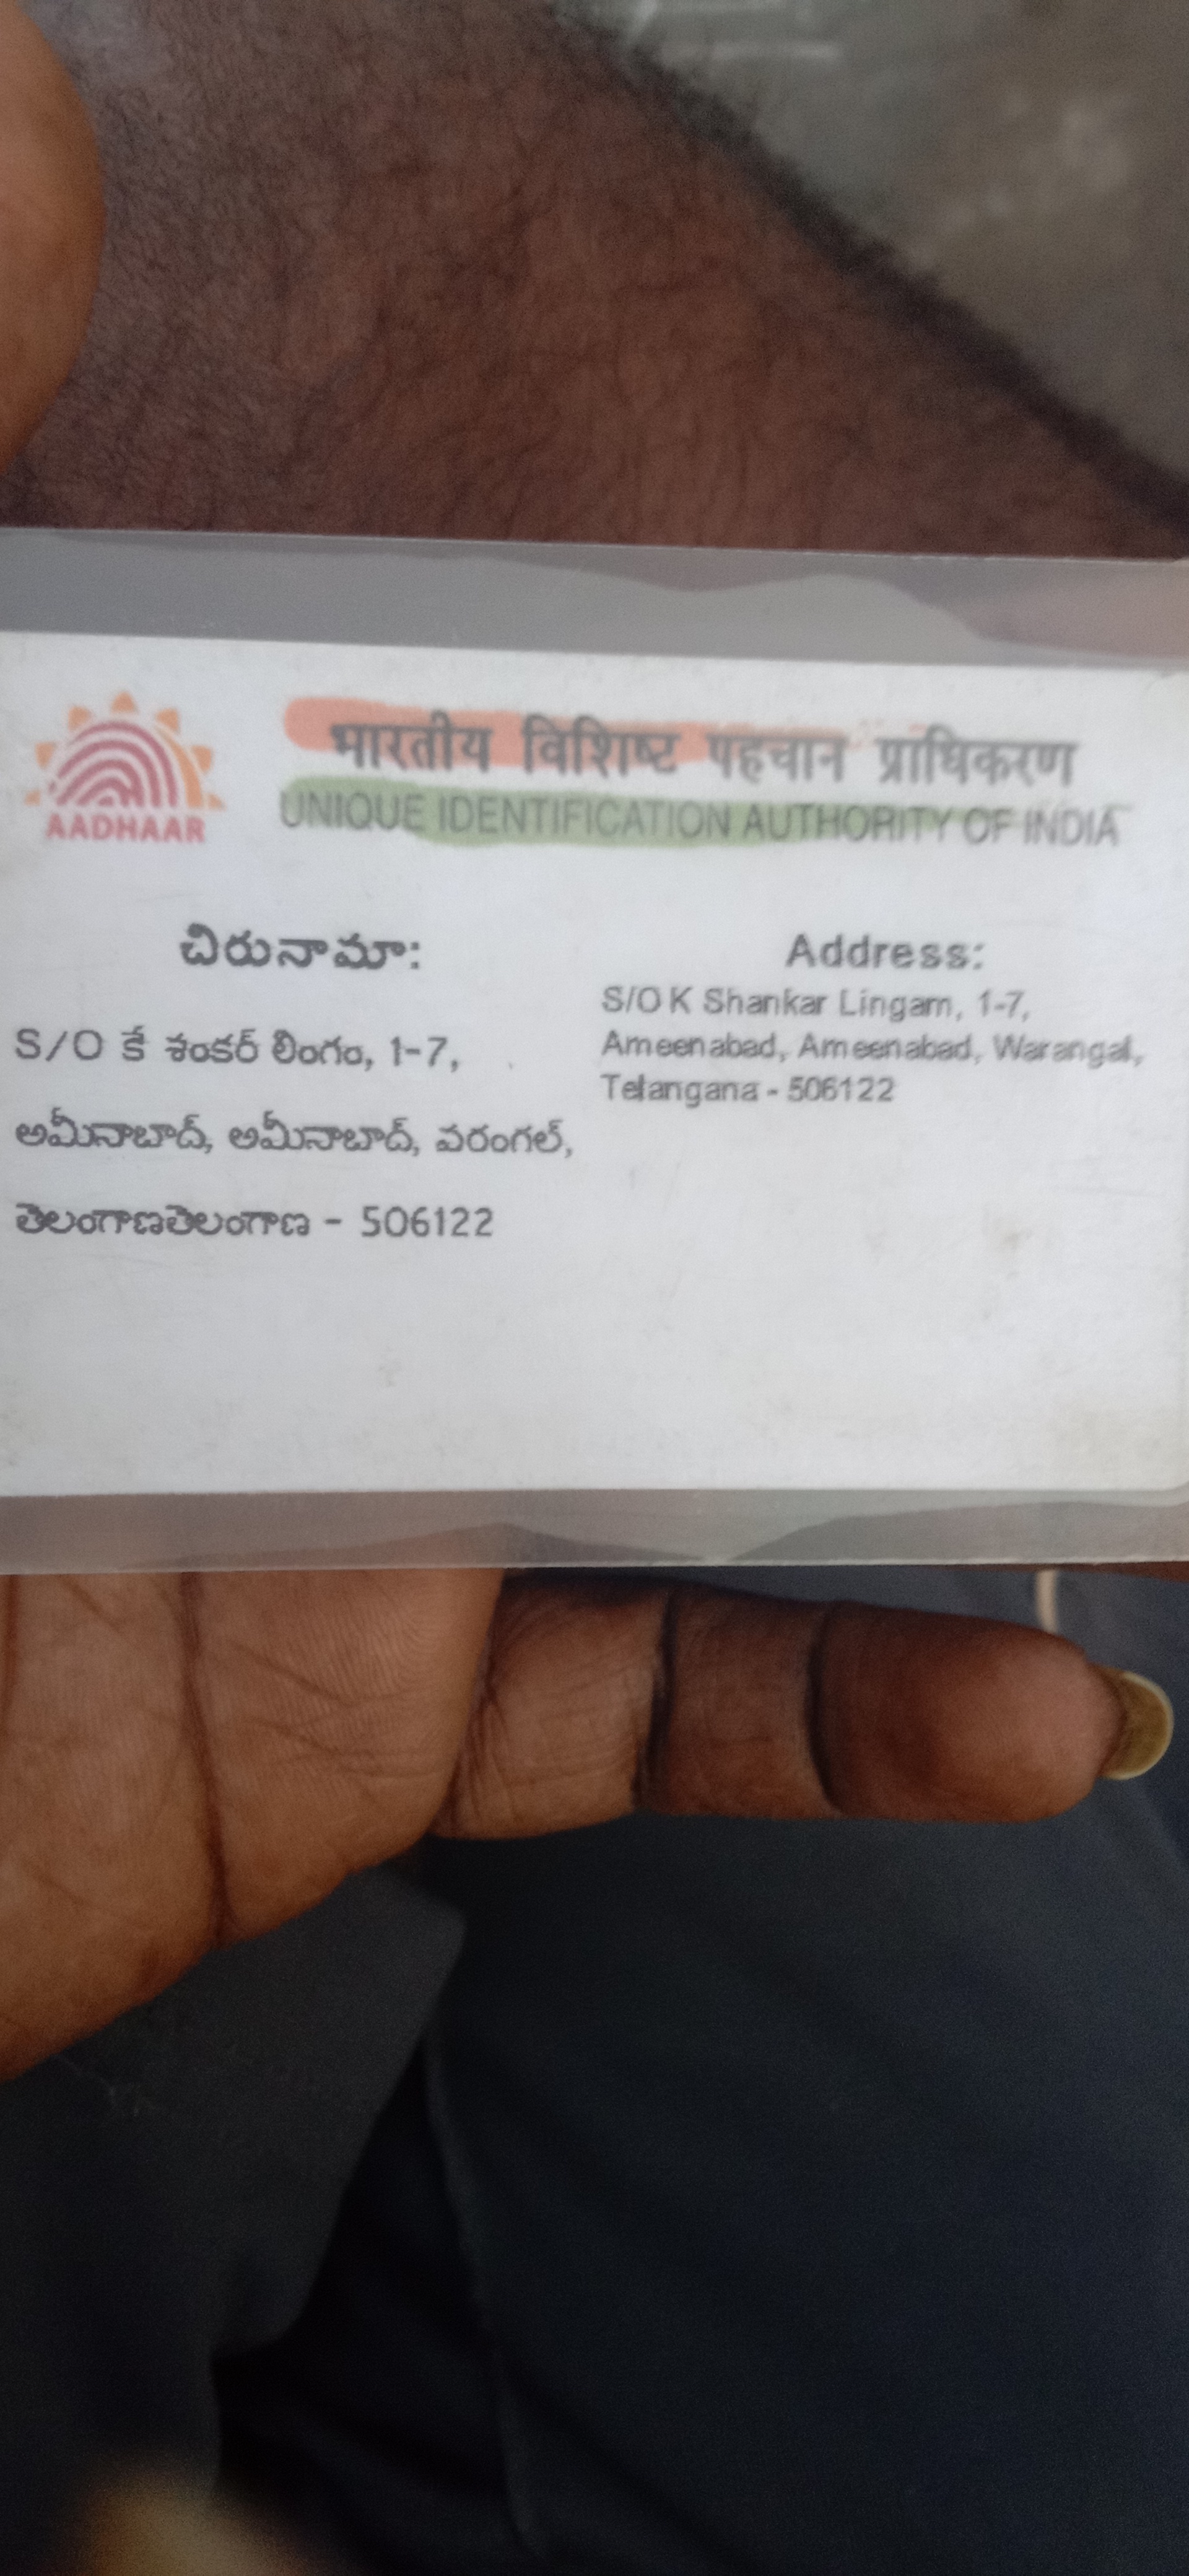 भारतीय विशिष्ट पहचान प्राधिकरण
UNIQUE IDENTIFICATION AUTHORITY OF INDIA
AADHAAR
చిరునామా:
S/O కే శంకర్ లింగం, 1-7,
అమీనాబాద్, అమీనాబాద్, వరంగల్,
తెలంగాణతెలంగాణ - 506122
Address:
S/O K Shankar Lingam, 1-7,
Ameenabad, Ameenabad, Warangal,
Telangana - 506122